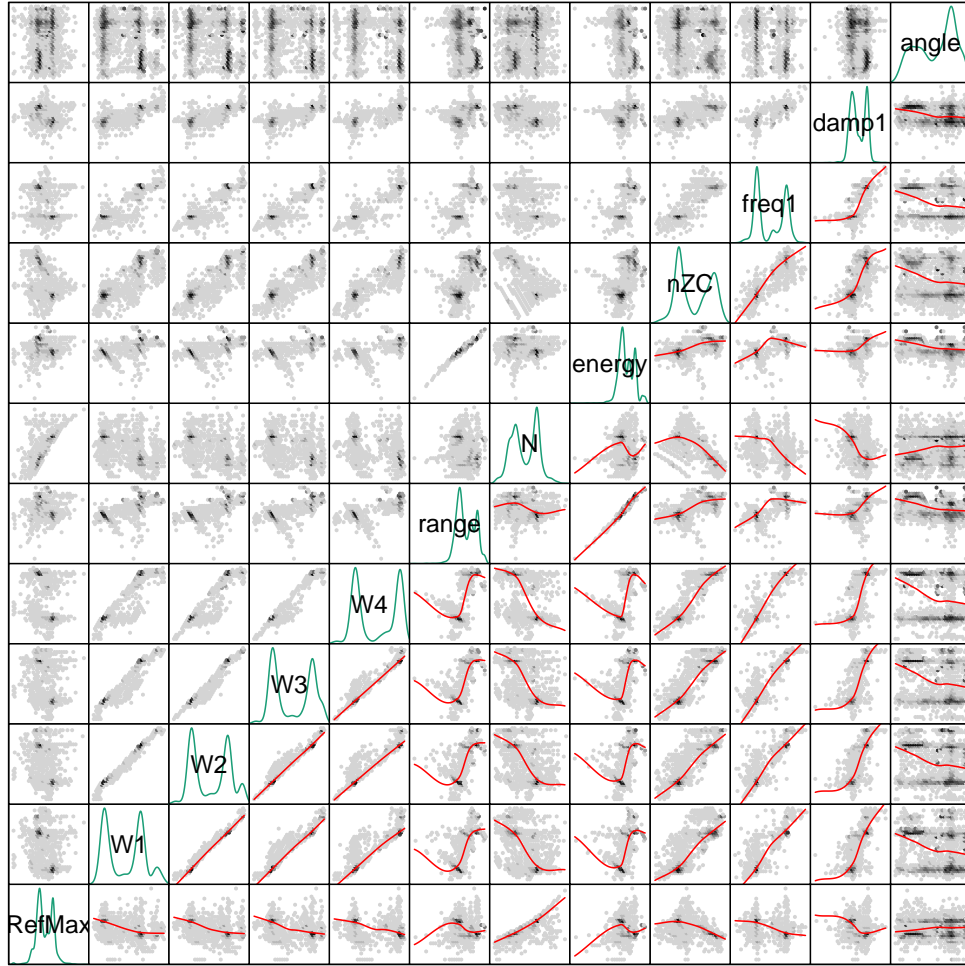 angle
damp1
freq1
nZC
energy
N
range
W4
W3
W2
W1
RefMax